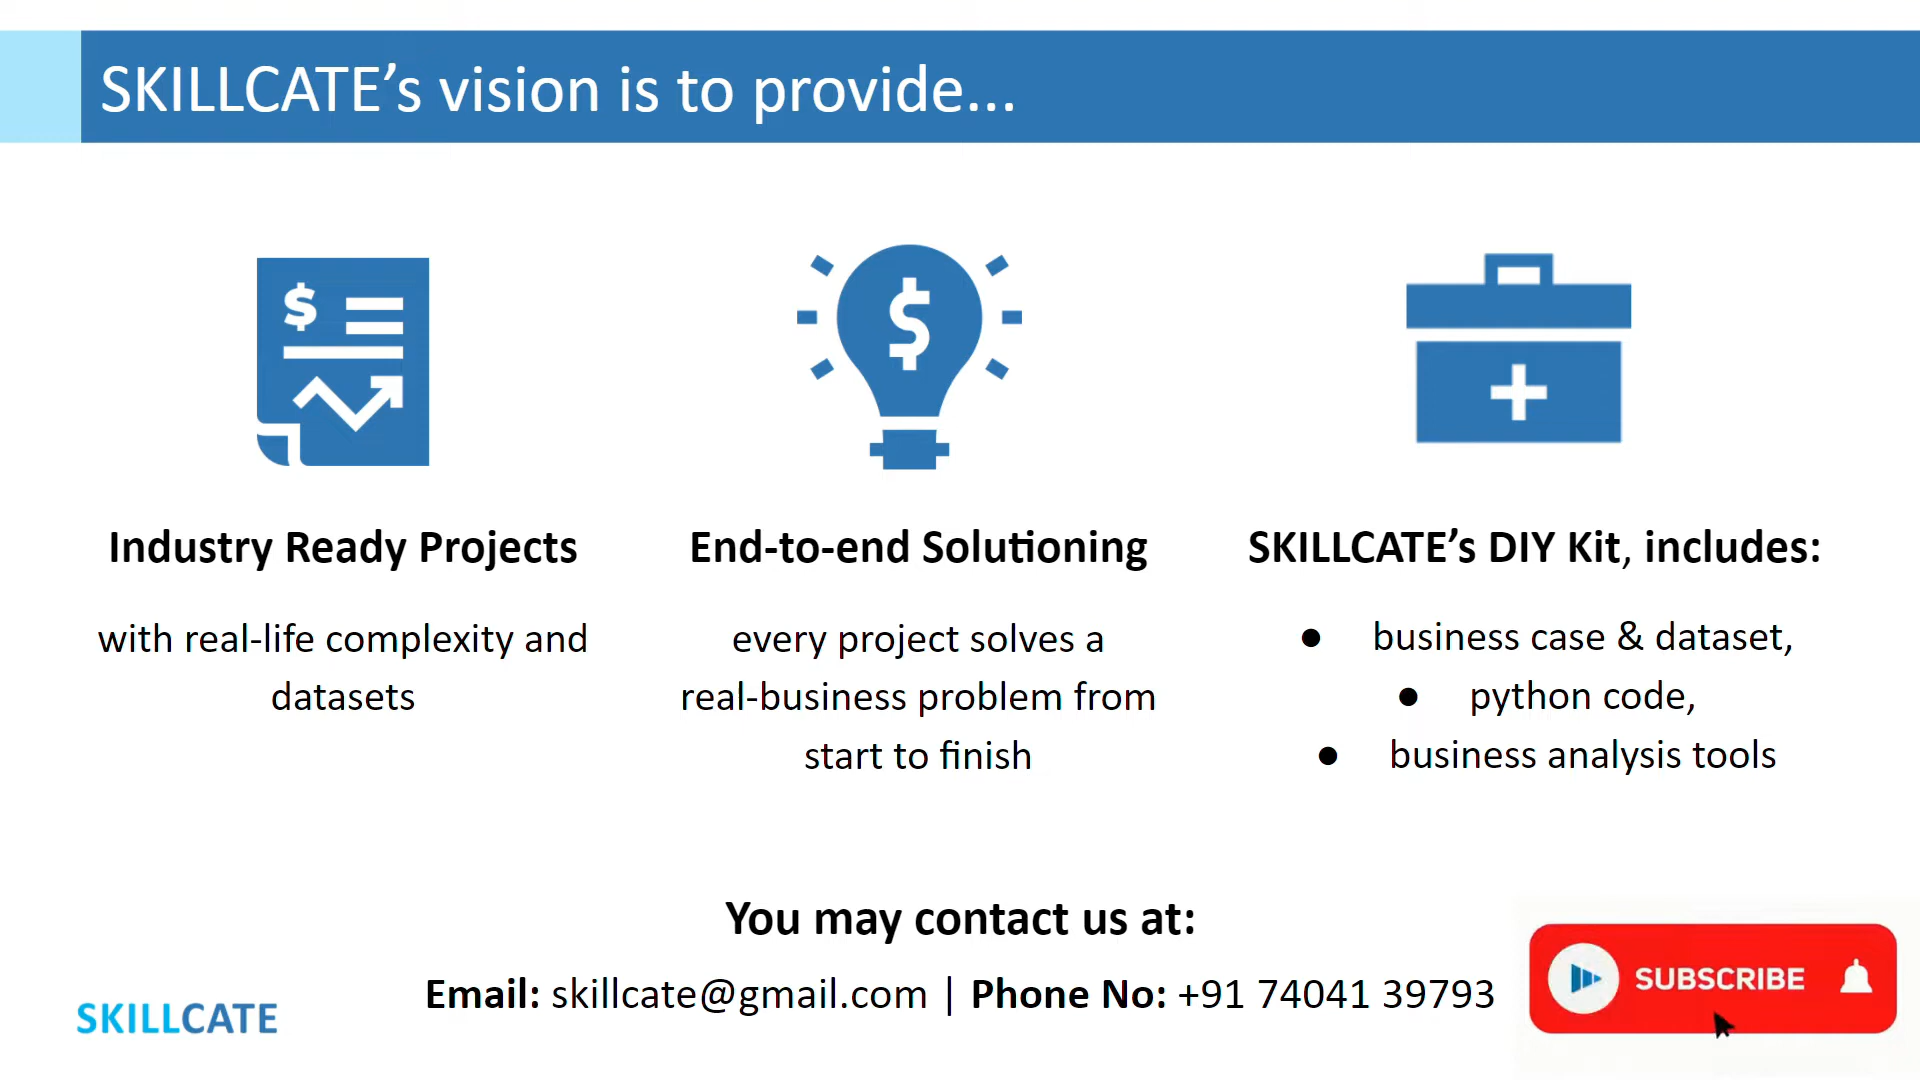 SKILLCATE’s vision is to provide...
$
$
Industry Ready Projects
with real-life complexity and
datasets
End-to-end Solutioning
every project solves a
real-business problem from
start to finish
SKILLCATE’s DIY Kit, includes:
● business case & dataset,
● python code,
● business analysis tools
You may contact us at:
Email: skillcate@gmail.com | Phone No: +91 74041 39793
SKILLCATE
SUBSCRIBE